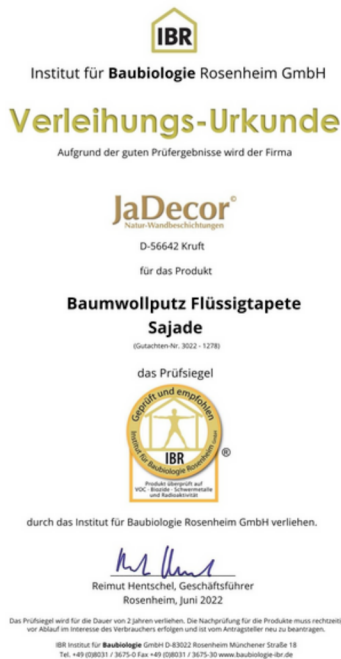 IBR
Institut für Baubiologie Rosenheim GmbH
Verleihungs-Urkunde
Aufgrund der guten Prüfergebnisse wird der Firma
JaDecor©
Natur-Wandbeschichtungen
D-56642 Kruft
für das Produkt
Baumwollputz Flüssigtapete
Sajade
(Gutachten-Nr. 3022 - 1278)
das Prüfsiegel
Geprüft und empfohlen
Institut für Baubiologie Rosenheim GmbH
IBR
®
Produkt überprüft auf
VOC - Biozide - Schwermetalle
und Radioaktivität
durch das Institut für Baubiologie Rosenheim GmbH verliehen.
Reimut Hentschel, Geschäftsführer
Rosenheim, Juni 2022
Das Prüfsiegel wird für die Dauer von 2 Jahren verliehen. Die Nachprüfung für die Produkte muss rechtzeiti
vor Ablauf im Interesse des Verbrauchers erfolgen und ist vom Antragsteller neu zu beantragen.
IBR Institut für Baubiologie GmbH D-83022 Rosenheim Münchener Straße 18
Tel. +49 (0)8031 / 3675-0 Fax +49 (0)8031 / 3675-30 www.baubiologie-ibr.de